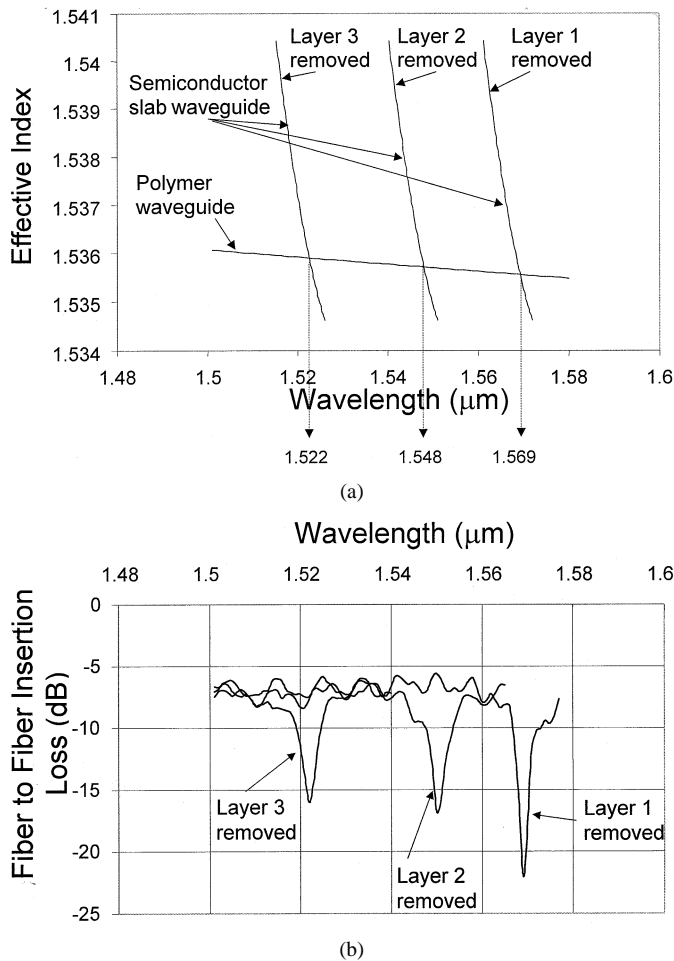 1.541
1.54
1.539
1.538
1.537
1.536
1.535
1.534
Effective Index
Layer 3
removed
Layer 2
removed
Layer 1
removed
Semiconductor
slab waveguide
Polymer
waveguide
1.48 1.5 1.52 1.54 1.56 1.58 1.6
Wavelength (μm)
1.522 1.548 1.569
(a)
Wavelength (μm)
1.48 1.5 1.52 1.54 1.56 1.58 1.6
0
-5
-10
-15
-20
-25
Fiber to Fiber Insertion
Loss (dB)
Layer 3
removed
Layer 2
removed
Layer 1
removed
(b)